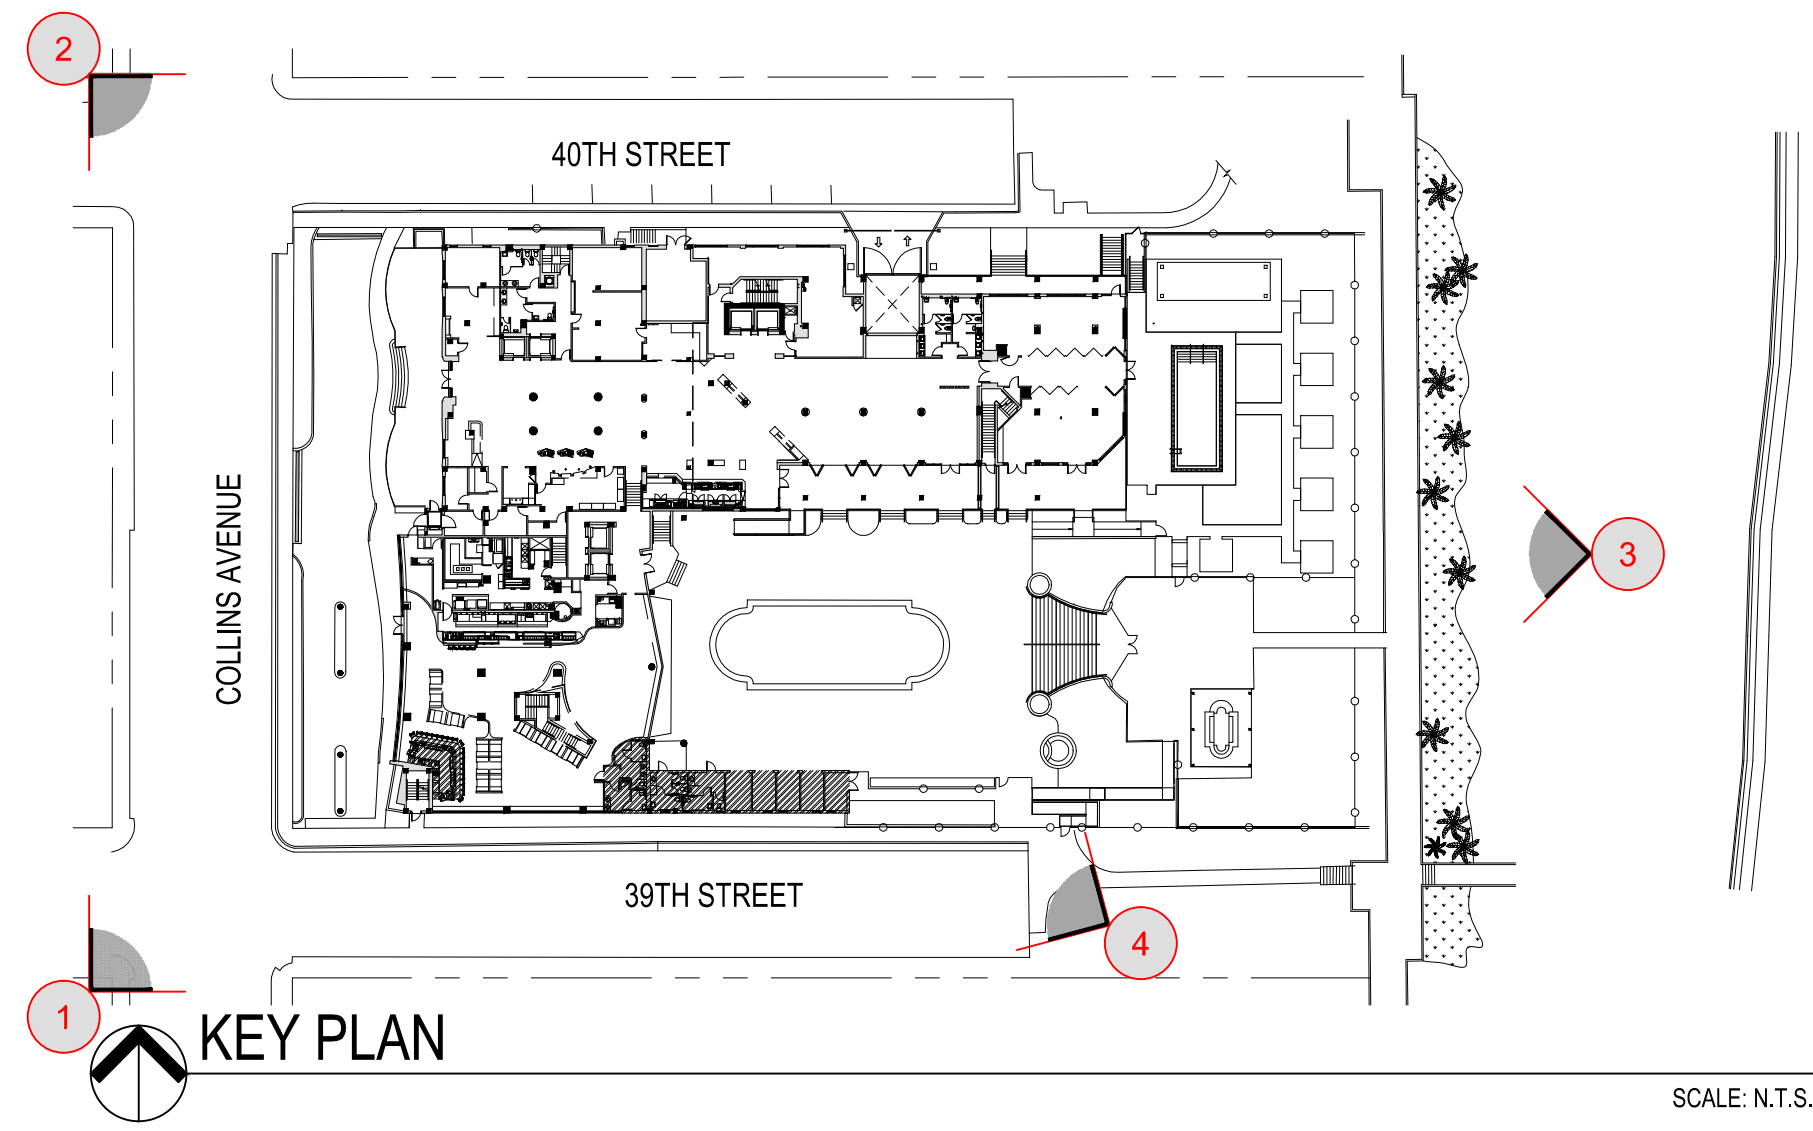 2
40TH STREET
COLLINS AVENUE
3
39TH STREET
4
1
KEY PLAN
SCALE: N.T.S.